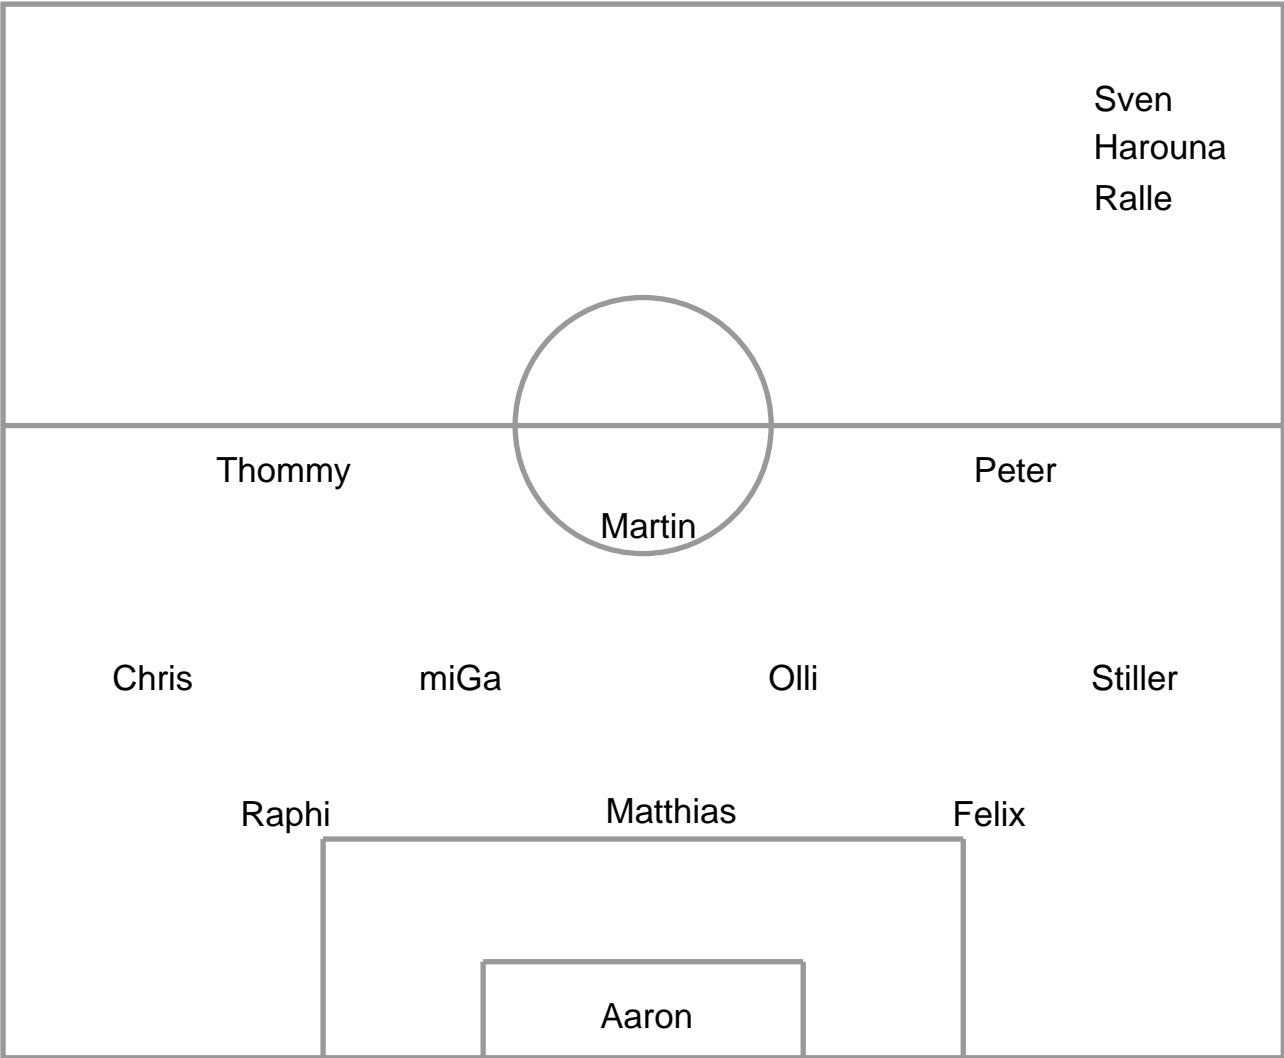 Sven
Harouna
Ralle
Thommy
Peter
Martin
Chris
miGa
Olli
Stiller
Raphi
Matthias
Felix
Aaron